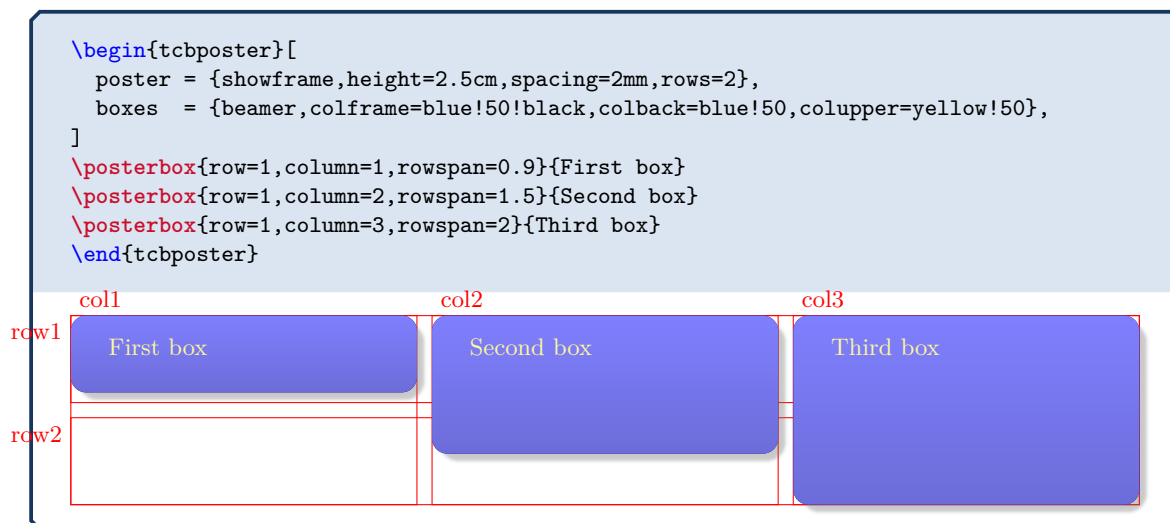 \begin{tcbposter}[
  poster = {showframe,height=2.5cm,spacing=2mm,rows=2},
  boxes  = {beamer,colframe=blue!50!black,colback=blue!50,colupper=yellow!50},
]
\posterbox{row=1,column=1,rowspan=0.9}{First box}
\posterbox{row=1,column=2,rowspan=1.5}{Second box}
\posterbox{row=1,column=3,rowspan=2}{Third box}
\end{tcbposter}
col1 col2 col3
row1
First box Second box Third box
row2